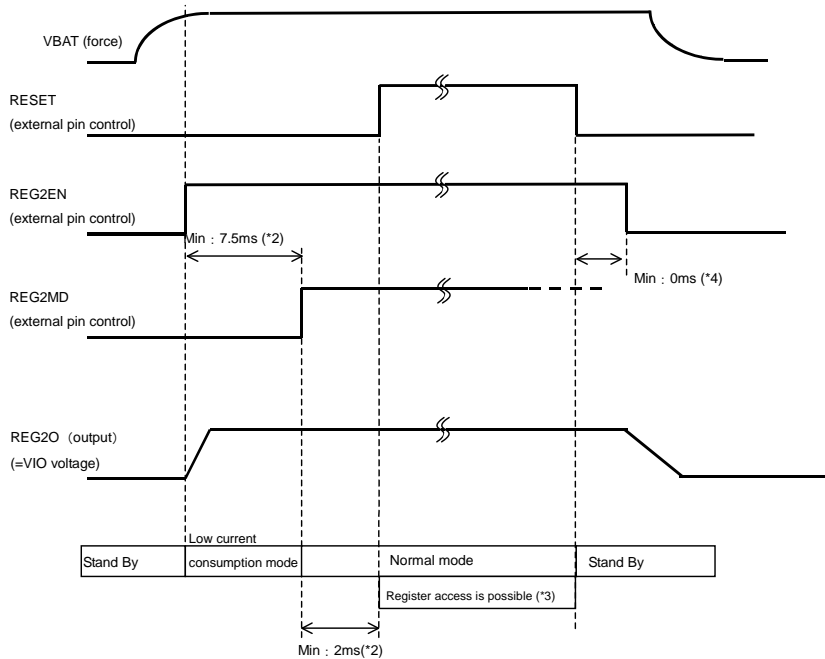 VBAT (force)
RESET
(external pin control)
REG2EN
(external pin control)
Min : 7.5ms (*2)
Min : 0ms (*4)
REG2MD
(external pin control)
REG2O (output)
(=VIO voltage)
Low current
Stand By
consumption mode
Normal mode
Stand By
Register access is possible (*3)
Min : 2ms(*2)